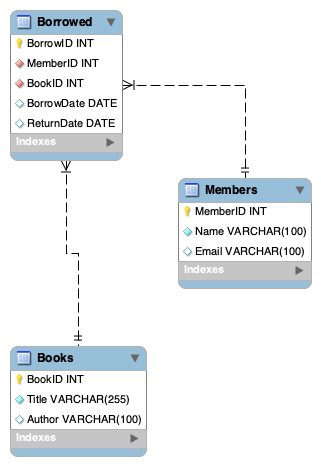 Borrowed
BorrowID INT
MemberID INT
BookID INT
BorrowDate DATE
ReturnDate DATE
Indexes
Members
MemberID INT
Name VARCHAR(100)
Email VARCHAR(100)
Indexes
Books
BookID INT
Title VARCHAR(255)
Author VARCHAR(100)
Indexes